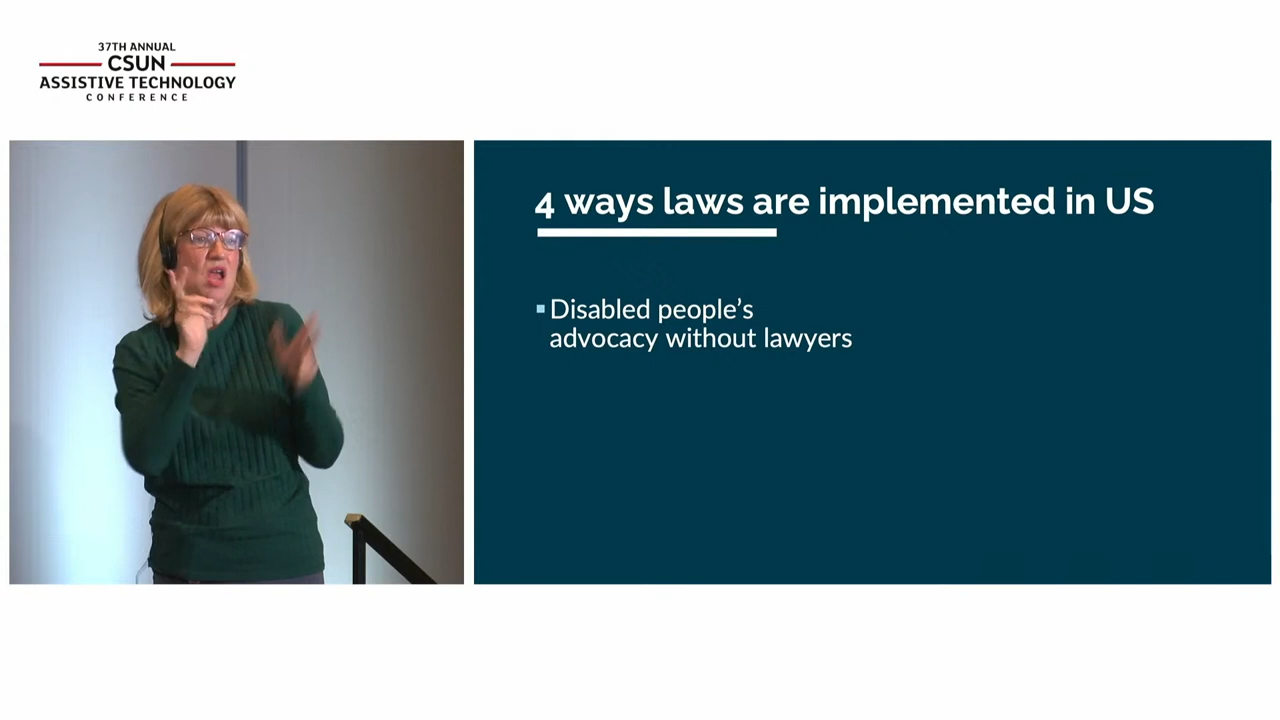 37TH ANNUAL
CSUN
ASSISTIVE TECHNOLOGY
CONFERENCE
4 ways laws are implemented in US
▪Disabled people’s
advocacy without lawyers